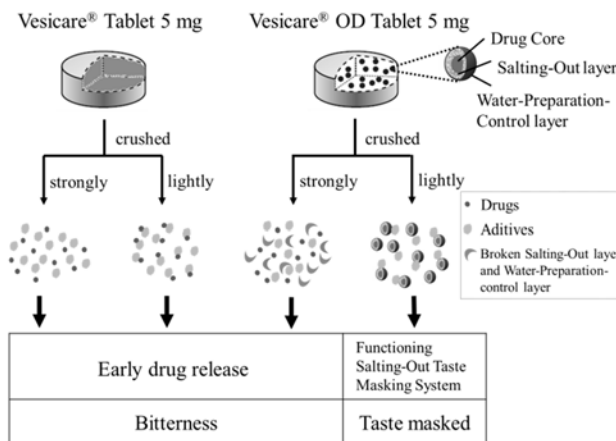 Vesicare® Tablet 5 mg
Vesicare® OD Tablet 5 mg
Drug Core
Salting-Out layer
Water-Preparation-
Control layer
crushed
crushed
strongly
lightly
strongly
lightly
Drugs
Aditives
Broken Salting-Out layer
and Water-Preparation-
control layer
Early drug release
Functioning
Salting-Out Taste
Masking System
Bitterness
Taste masked